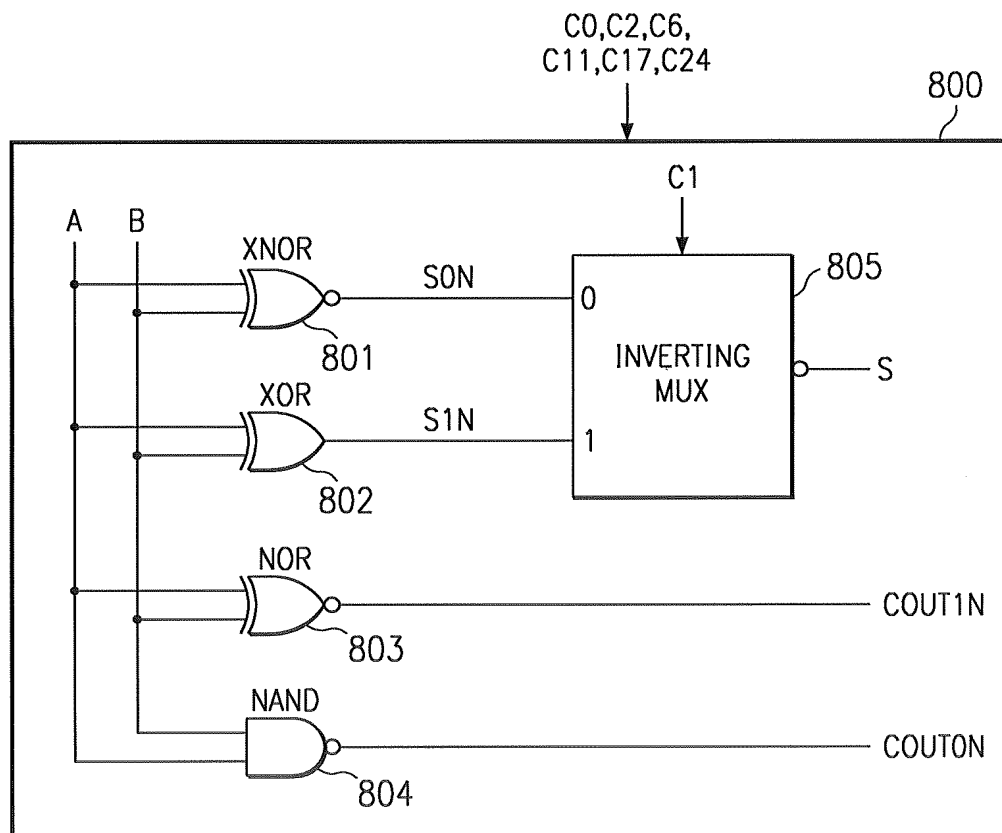 C0,C2,C6,
C11,C17,C24
800
C1
A
B
XNOR
S0N
0
805
801
INVERTING
MUX
S
XOR
S1N
1
802
NOR
COUT1N
803
NAND
COUT0N
804